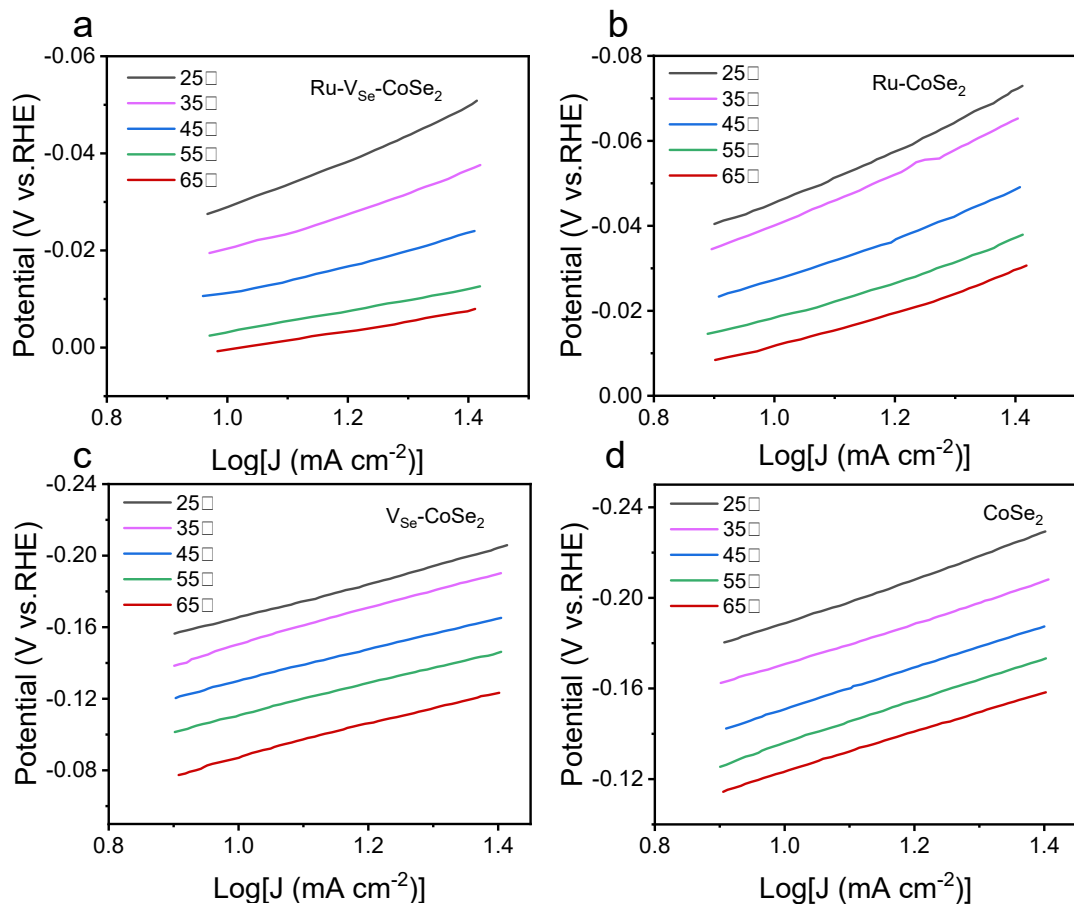 a
-0.06
-0.04
-0.02
0.00
25□
35□
45□
55□
65□
Ru-V_Se-CoSe₂
0.8 1.0 1.2 1.4
Potential (V vs.RHE)
Log[J (mA cm⁻²)]
b
-0.08
-0.06
-0.04
-0.02
0.00
25□
35□
45□
55□
65□
Ru-CoSe₂
0.8 1.0 1.2 1.4
Potential (V vs.RHE)
Log[J (mA cm⁻²)]
c
-0.24
-0.20
-0.16
-0.12
-0.08
25□
35□
45□
55□
65□
V_Se-CoSe₂
0.8 1.0 1.2 1.4
Potential (V vs.RHE)
Log[J (mA cm⁻²)]
d
-0.24
-0.20
-0.16
-0.12
25□
35□
45□
55□
65□
CoSe₂
0.8 1.0 1.2 1.4
Potential (V vs.RHE)
Log[J (mA cm⁻²)]